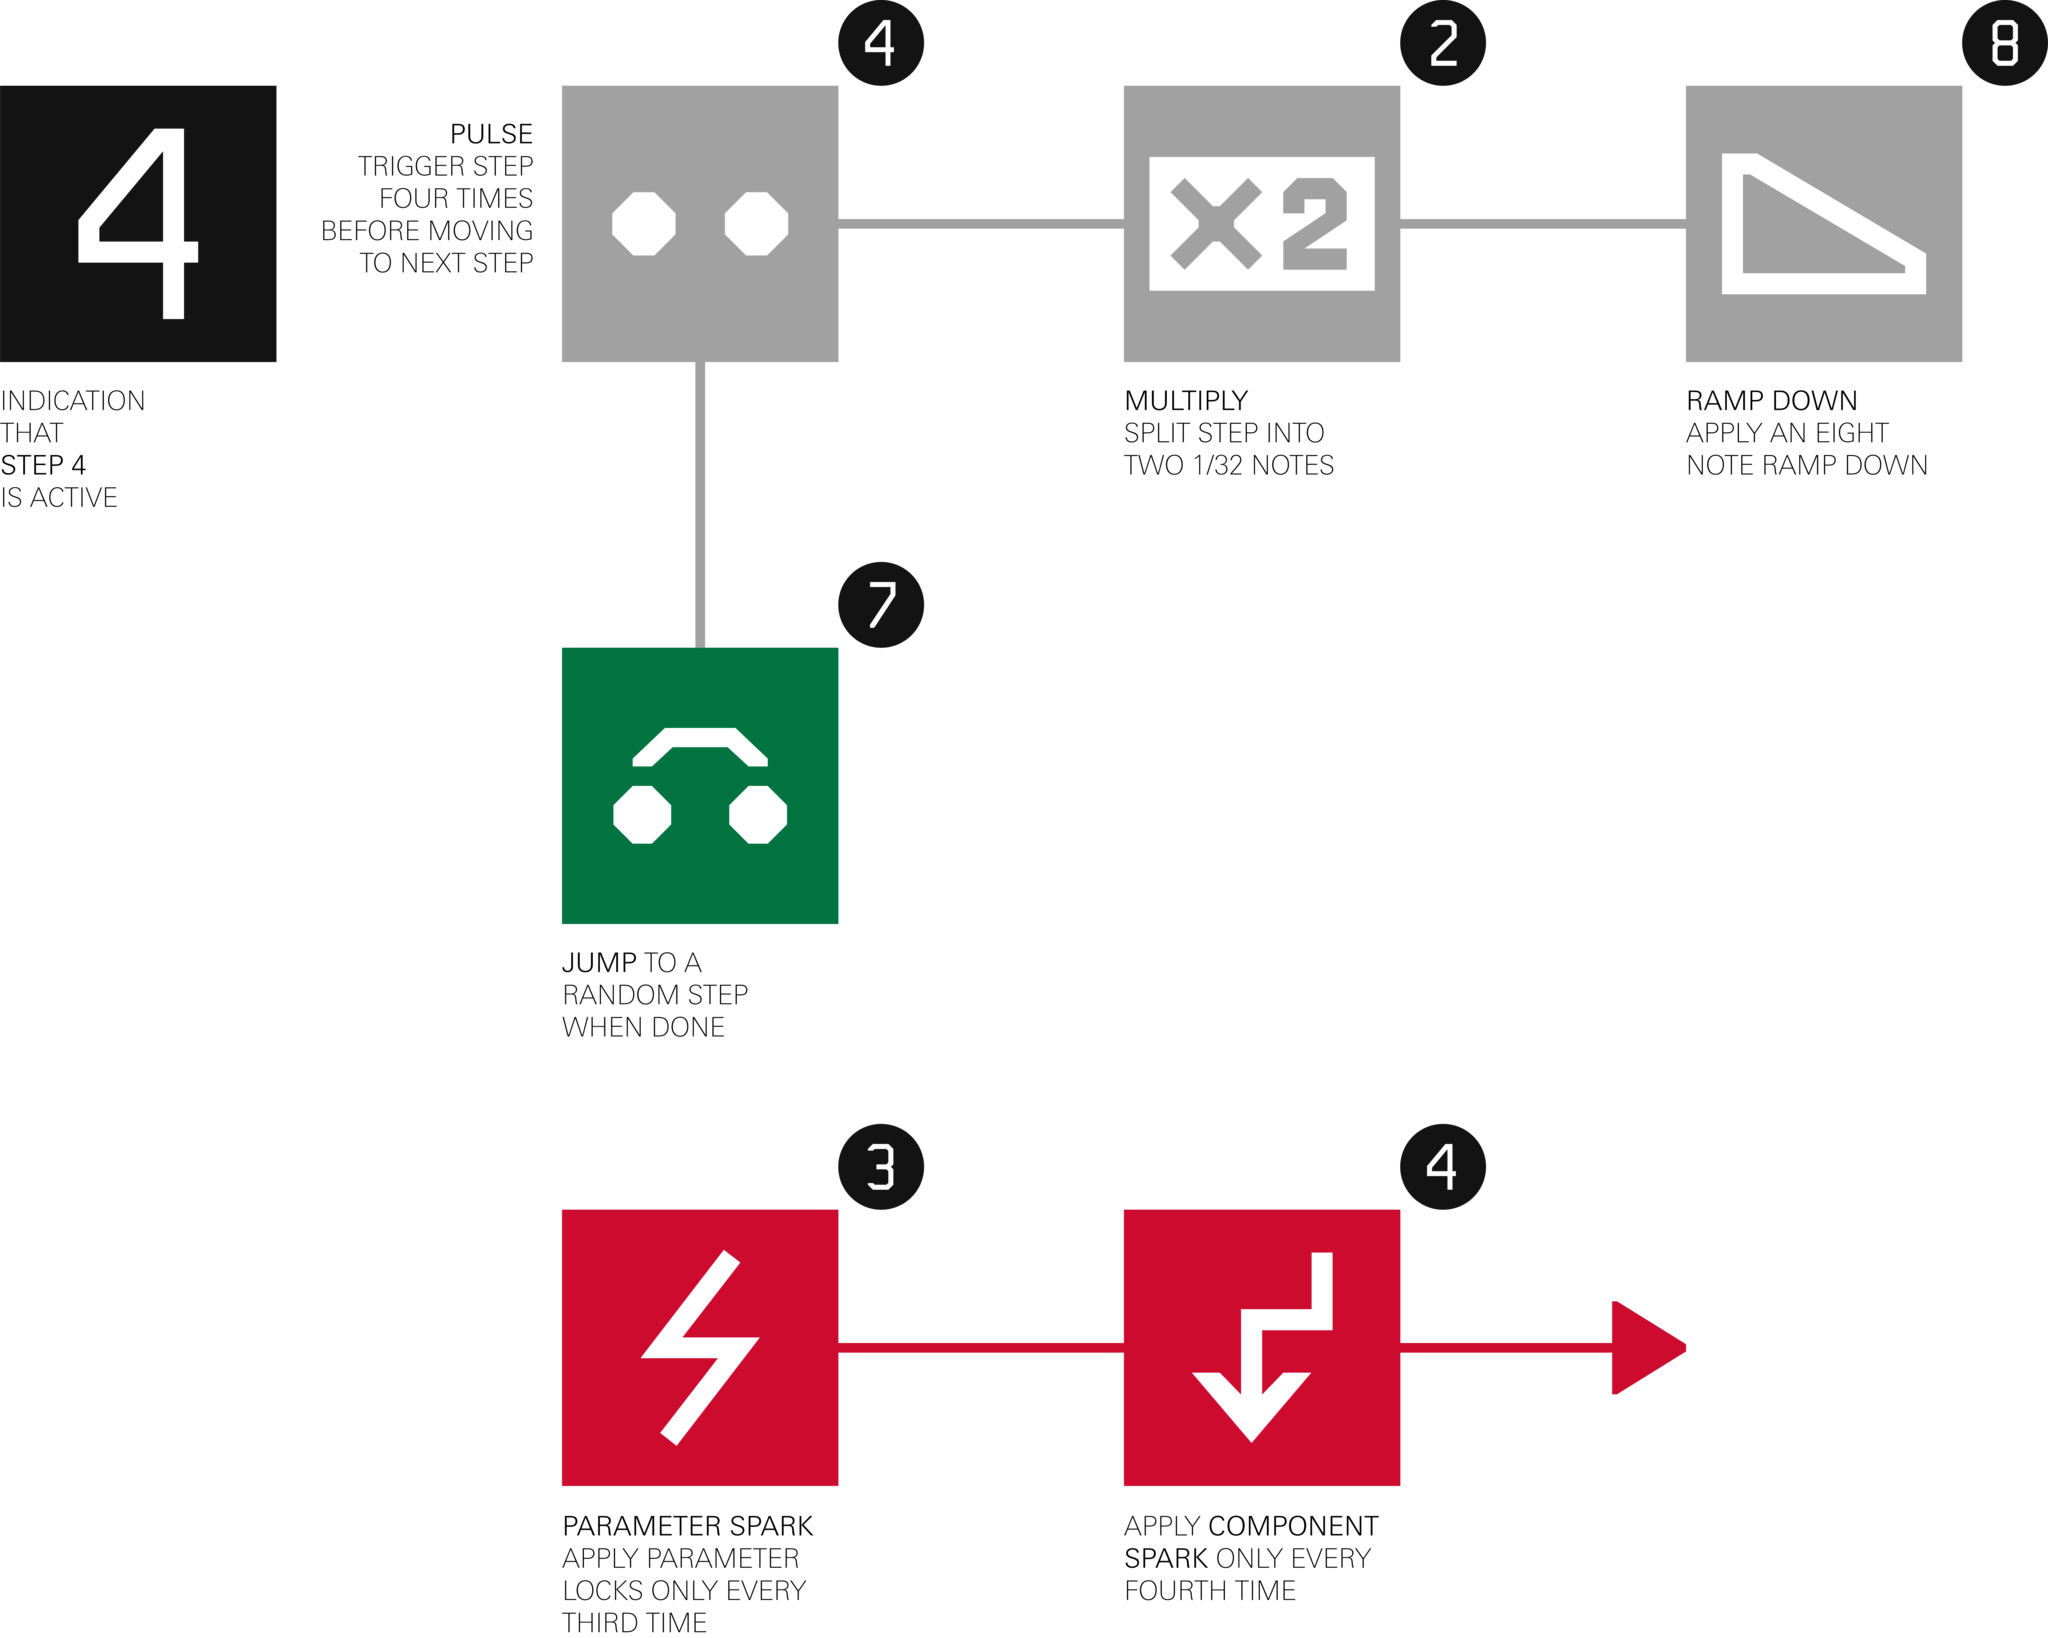 4
2
8
4
PULSE
TRIGGER STEP
FOUR TIMES
BEFORE MOVING
TO NEXT STEP
X2
INDICATION
THAT
STEP 4
IS ACTIVE
MULTIPLY
SPLIT STEP INTO
TWO 1/32 NOTES
RAMP DOWN
APPLY AN EIGHT
NOTE RAMP DOWN
7
JUMP TO A
RANDOM STEP
WHEN DONE
3
4
PARAMETER SPARK
APPLY PARAMETER
LOCKS ONLY EVERY
THIRD TIME
APPLY COMPONENT
SPARK ONLY EVERY
FOURTH TIME